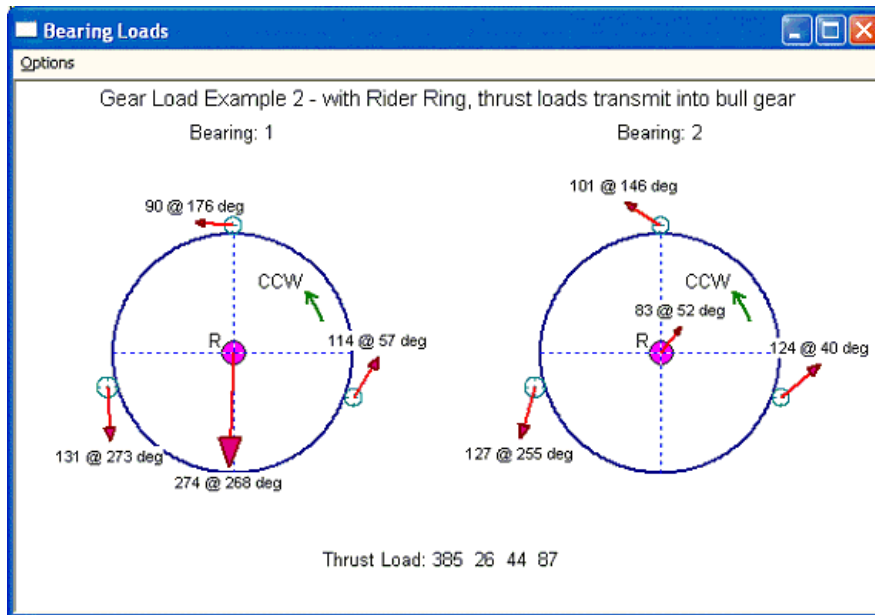 Bearing Loads
Options
Gear Load Example 2 - with Rider Ring, thrust loads transmit into bull gear
Bearing: 1
90 @ 176 deg
CCW
R
114 @ 57 deg
131 @ 273 deg
274 @ 268 deg
Bearing: 2
101 @ 146 deg
CCW
83 @ 52 deg
R
124 @ 40 deg
127 @ 255 deg
Thrust Load: 385 26 44 87